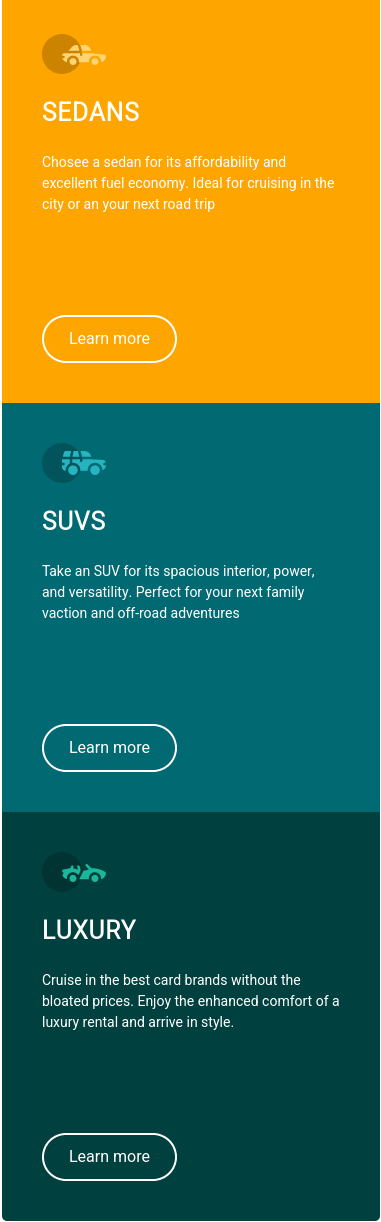 SEDANS
Chosee a sedan for its affordability and
excellent fuel economy. Ideal for cruising in the
city or an your next road trip
Learn more
SUVS
Take an SUV for its spacious interior, power,
and versatility. Perfect for your next family
vaction and off-road adventures
Learn more
LUXURY
Cruise in the best card brands without the
bloated prices. Enjoy the enhanced comfort of a
luxury rental and arrive in style.
Learn more